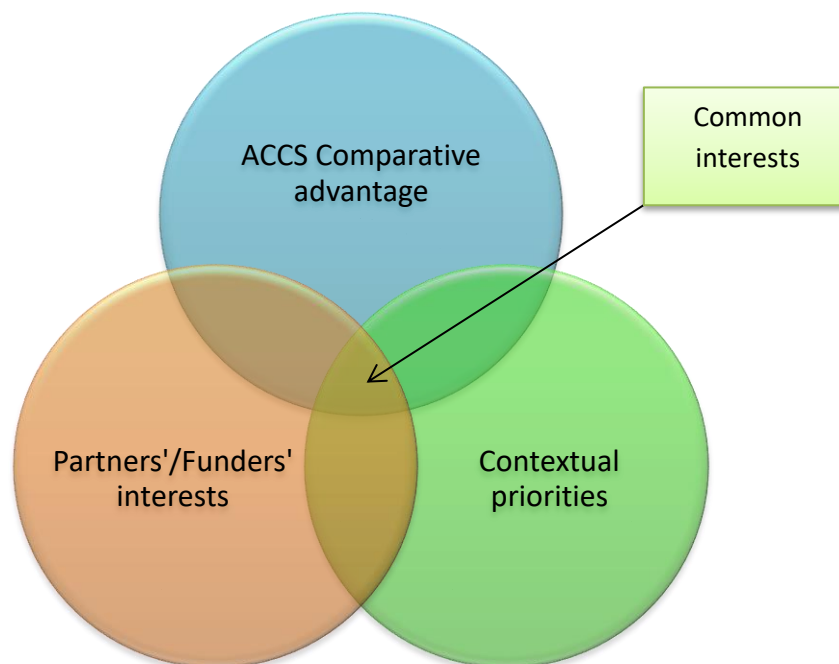 Common
interests
ACCS Comparative
advantage
Partners'/Funders'
interests
Contextual
priorities